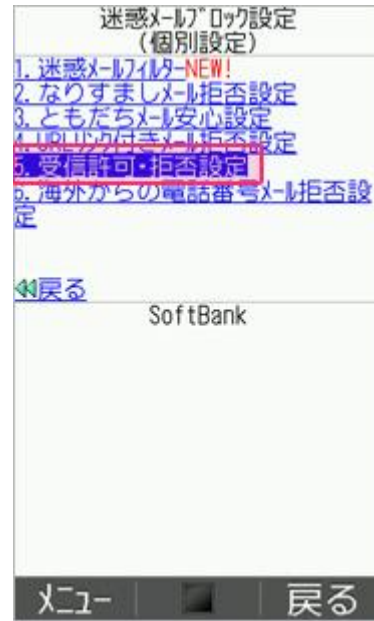 迷惑ﾒｰﾙﾌﾞﾛｯｸ設定
(個別設定)
1. 迷惑ﾒｰﾙﾌｨﾙﾀｰNEW!
2. なりすましﾒｰﾙ拒否設定
3. ともだちﾒｰﾙ安心設定
4. URLﾘﾝｸ付きﾒｰﾙ拒否設定
5. 受信許可・拒否設定
6. 海外からの電話番号ﾒｰﾙ拒否設
定
戻る
SoftBank
ﾒﾆｭｰ 戻る